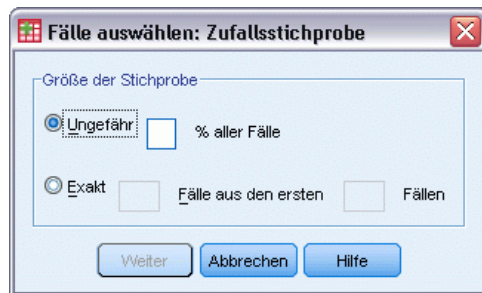 Fälle auswählen: Zufallsstichprobe
Größe der Stichprobe
Ungefähr % aller Fälle
Exakt Fälle aus den ersten Fällen
Weiter Abbrechen Hilfe